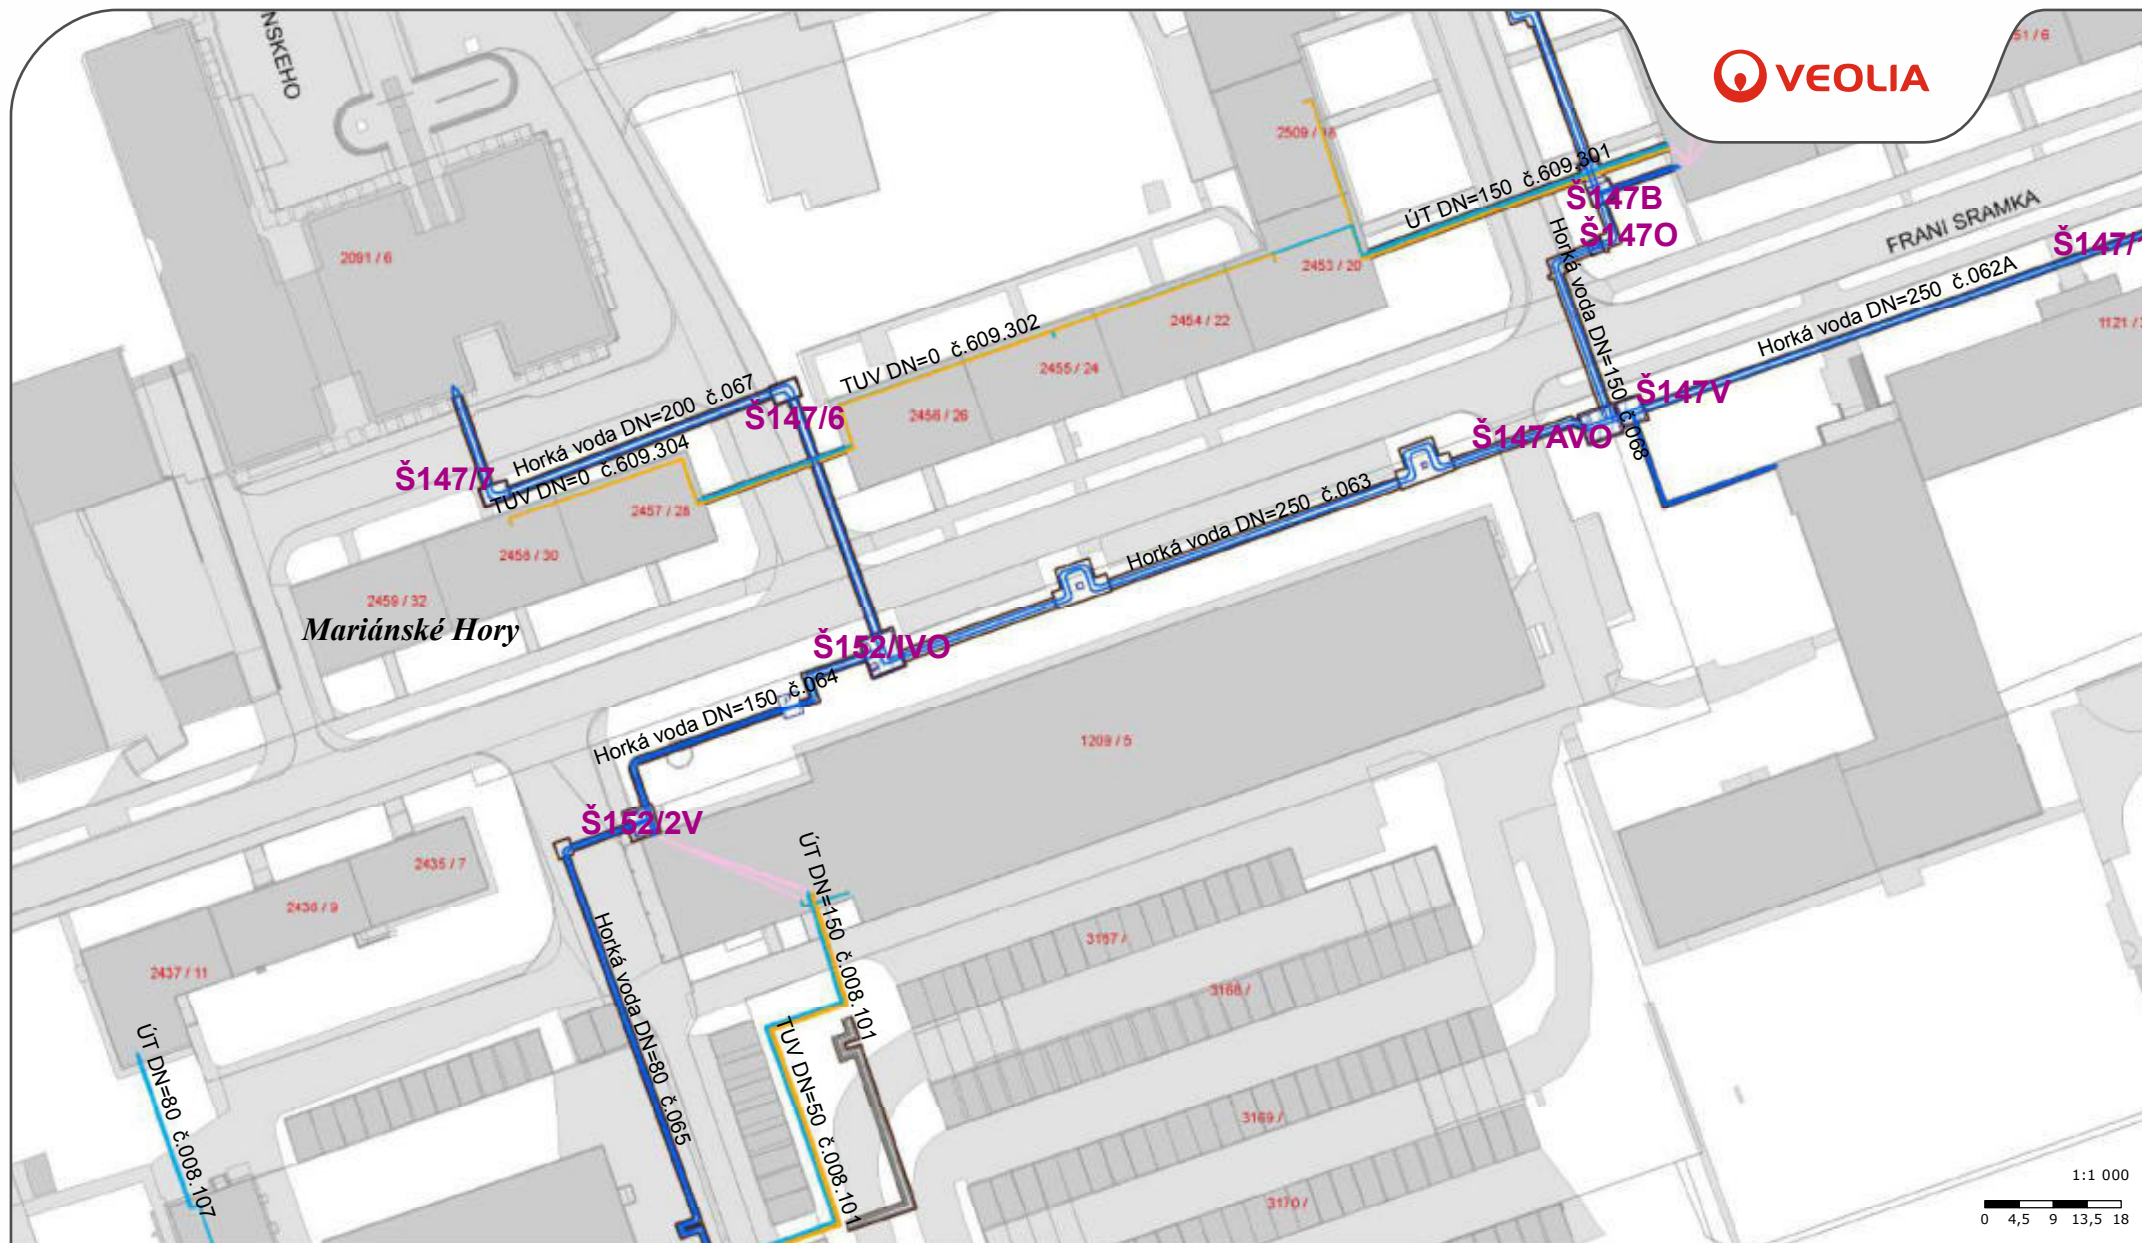 NSKEHO
VEOLIA
51 / 6
2509 / 18
ÚT DN=150 č.609.301
Š147B
Š147O
FRANI SRAMKA
Š147/1
2091 / 6
2453 / 20
Horká voda DN=250 č.062A
2454 / 22
1121 /
TUV DN=0 č.609.302
2455 / 24
Horká voda DN=150 č.068
Horká voda DN=200 č.067
Š147/6
2456 / 26
Š147V
Š147AVO
TUV DN=0 č.609.304
Š147/7
2457 / 28
Horká voda DN=250 č.063
2458 / 30
2459 / 32
Mariánské Hory
Š152/IVO
Horká voda DN=150 č.064
1209 / 5
Š152/2V
2435 / 7
ÚT DN=150 č.008.101
2436 / 9
Horká voda DN=80 č.065
3167 /
2437 / 11
3168 /
TUV DN=50 č.008.101
ÚT DN=80 č.008.107
3169 /
3170 /
1:1 000
0 4,5 9 13,5 18